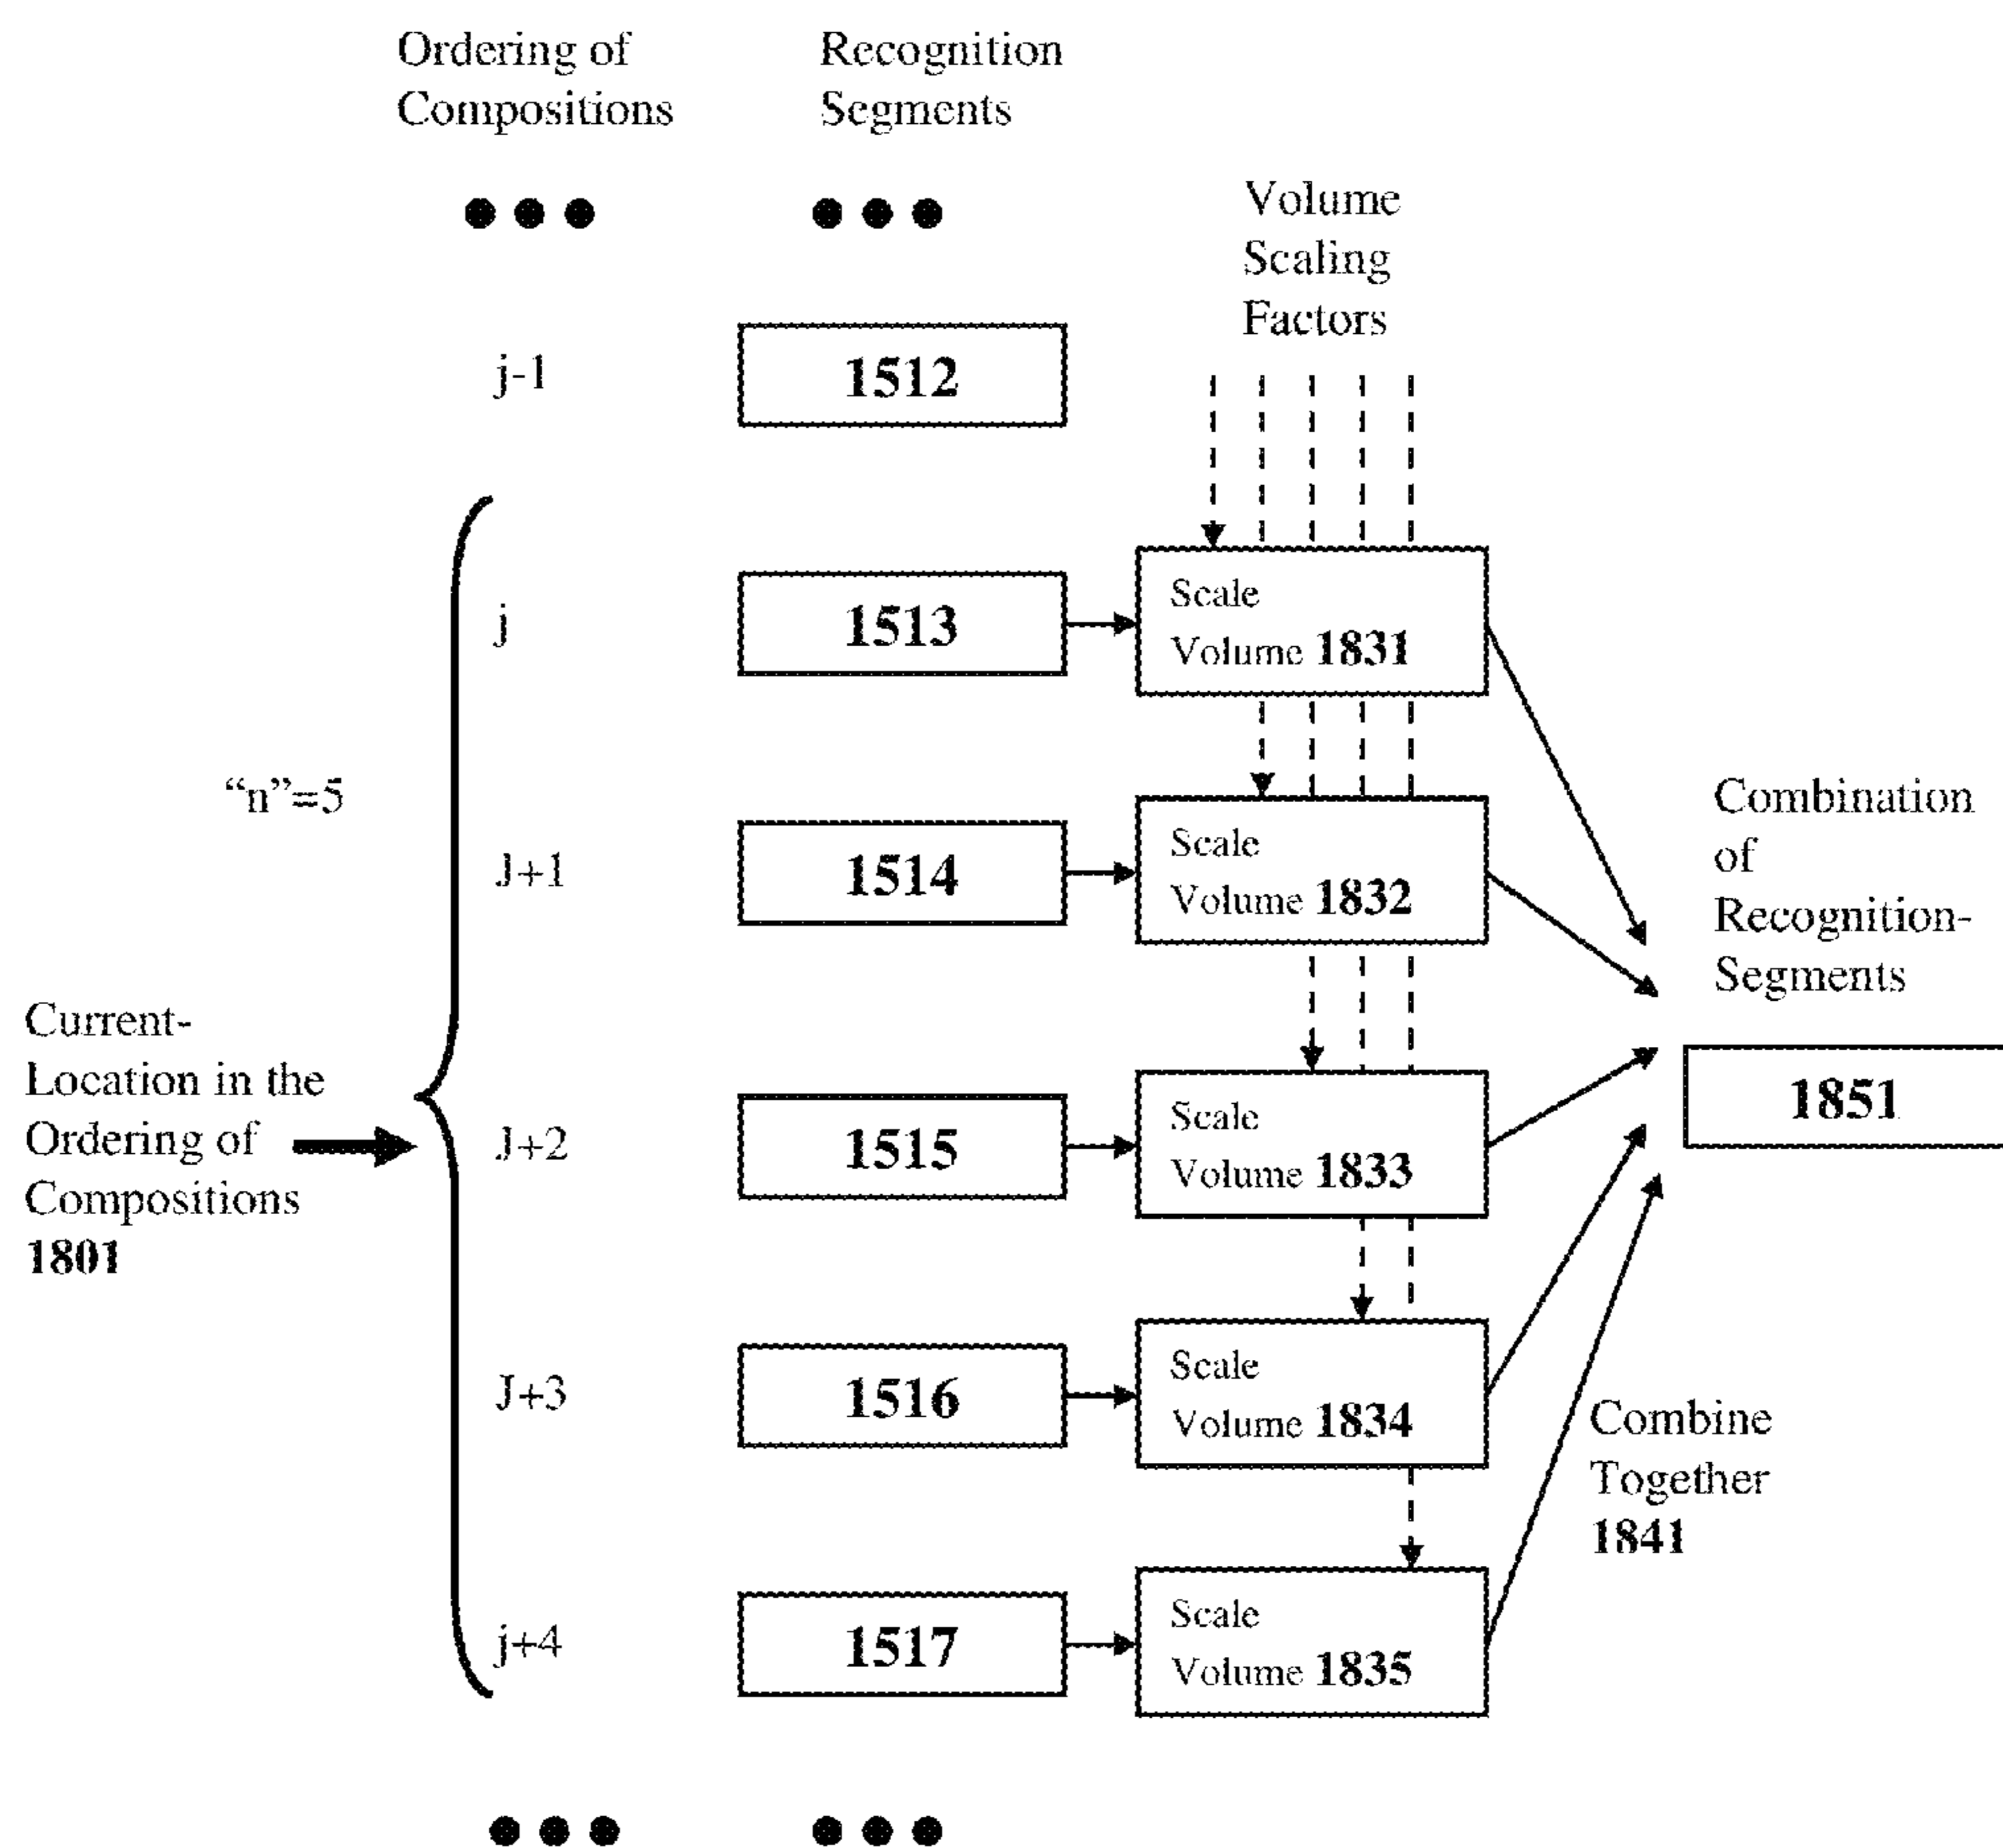 Ordering of
Compositions
Recognition
Segments
Volume
Scaling
Factors
j-1
1512
j
1513
Scale
Volume 1831
"n"=5
J+1
1514
Scale
Volume 1832
Combination
of
Recognition-
Segments
1851
Current-
Location in the
Ordering of
Compositions
1801
J+2
1515
Scale
Volume 1833
J+3
1516
Scale
Volume 1834
Combine
Together
1841
j+4
1517
Scale
Volume 1835